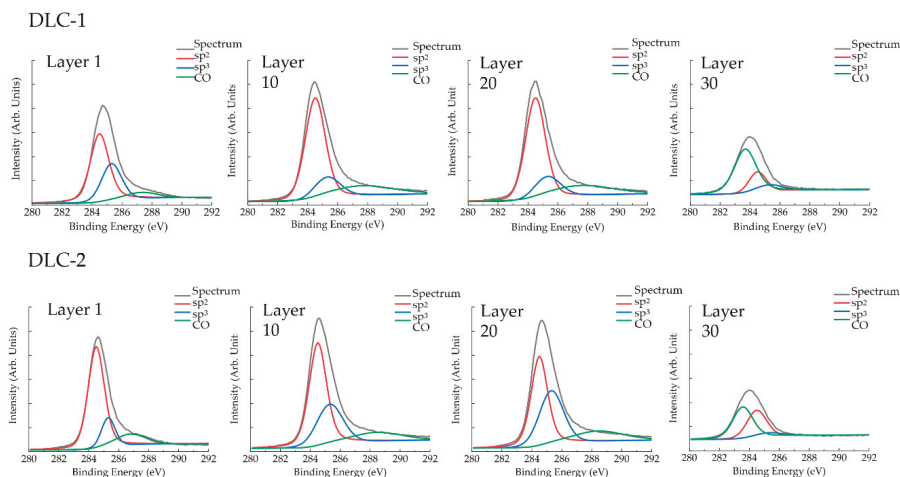 DLC-1
Layer 1
Spectrum
sp²
sp³
CO
Intensity (Arb. Units)
280 282 284 286 288 290 292
Binding Energy (eV)
Layer
10
Spectrum
sp²
sp³
CO
Intensity (Arb. Units
280 282 284 286 288 290 292
Binding Energy (eV)
Layer
20
Spectrum
sp²
sp³
CO
Intensity (Arb. Unit
280 282 284 286 288 290 292
Binding Energy (eV)
Layer
30
Spectrum
sp²
sp³
CO
Intensity (Arb. Units)
280 282 284 286 288 290 292
Binding Energy (eV)
DLC-2
Layer 1
Spectrum
sp²
sp³
CO
Intensity (Arb. Units)
280 282 284 286 288 290 292
Binding Energy (eV)
Layer
10
Spectrum
sp²
sp³
CO
Intensity (Arb. Unit
280 282 284 286 288 290 292
Binding Energy (eV)
Layer
20
Spectrum
sp²
sp³
CO
Intensity (Arb. Unit
280 282 284 286 288 290 292
Binding Energy (eV)
Layer
30
Spectrum
sp²
sp³
CO
Intensity (Arb. Units)
280 282 284 286 288 290 292
Binding Energy (eV)